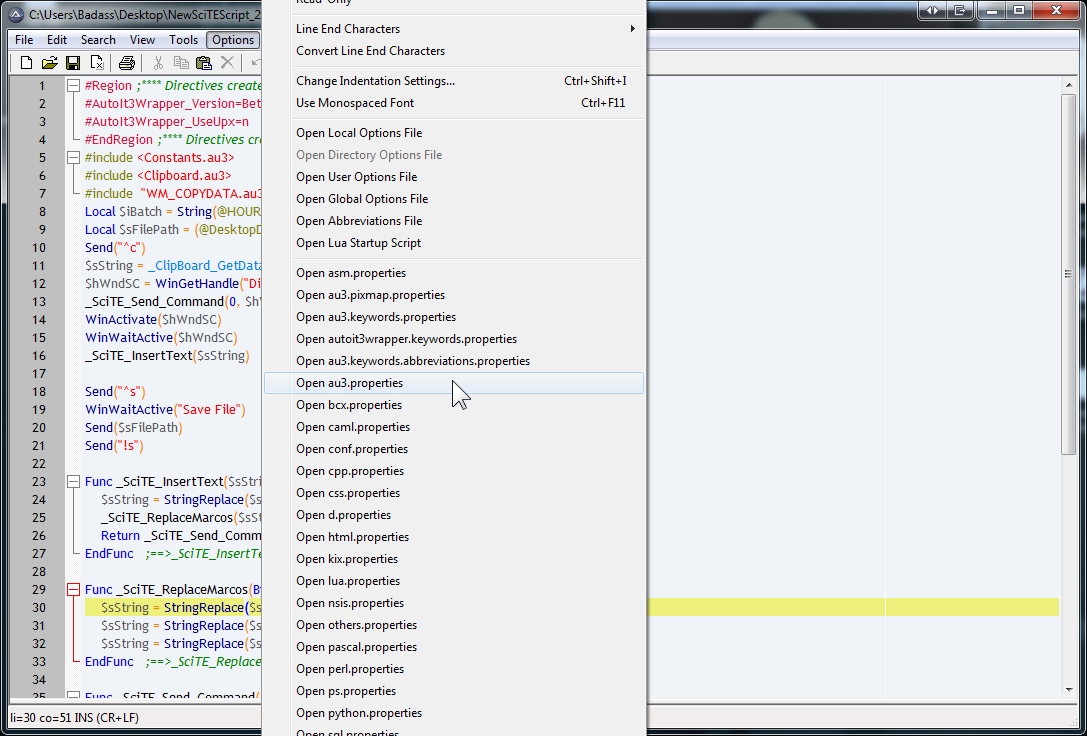 C:\Users\Badass\Desktop\NewSciTEScript_2
File Edit Search View Tools Options
1 #Region ;**** Directives create
2 #AutoIt3Wrapper_Version=Bet
3 #AutoIt3Wrapper_UseUpx=n
4 #EndRegion ;**** Directives cr
5 #include <Constants.au3>
6 #include <Clipboard.au3>
7 #include "WM_COPYDATA.au3
8 Local $iBatch = String(@HOUR
9 Local $sFilePath = (@DesktopD
10 Send("^c")
11 $sString = _ClipBoard_GetData
12 $hWndSC = WinGetHandle("Di
13 _SciTE_Send_Command(0, $hW
14 WinActivate($hWndSC)
15 WinWaitActive($hWndSC)
16 _SciTE_InsertText($sString)
17
18 Send("^s")
19 WinWaitActive("Save File")
20 Send($sFilePath)
21 Send("!s")
22
23 Func _SciTE_InsertText($sStri
24 $sString = StringReplace($s
25 _SciTE_ReplaceMarcos($sSt
26 Return _SciTE_Send_Comm
27 EndFunc ;==>_SciTE_InsertTe
28
29 Func _SciTE_ReplaceMarcos(B
30 $sString = StringReplace($s
31 $sString = StringReplace($s
32 $sString = StringReplace($s
33 EndFunc ;==>_SciTE_Replace
34
35 Func _SciTE_Send_Command(
li=30 co=51 INS (CR+LF)
Read-Only
Line End Characters
Convert Line End Characters
Change Indentation Settings... Ctrl+Shift+I
Use Monospaced Font Ctrl+F11
Open Local Options File
Open Directory Options File
Open User Options File
Open Global Options File
Open Abbreviations File
Open Lua Startup Script
Open asm.properties
Open au3.pixmap.properties
Open au3.keywords.properties
Open autoit3wrapper.keywords.properties
Open au3.keywords.abbreviations.properties
Open au3.properties
Open bcx.properties
Open caml.properties
Open conf.properties
Open cpp.properties
Open css.properties
Open d.properties
Open html.properties
Open kix.properties
Open lua.properties
Open nsis.properties
Open others.properties
Open pascal.properties
Open perl.properties
Open ps.properties
Open python.properties
Open sql.properties